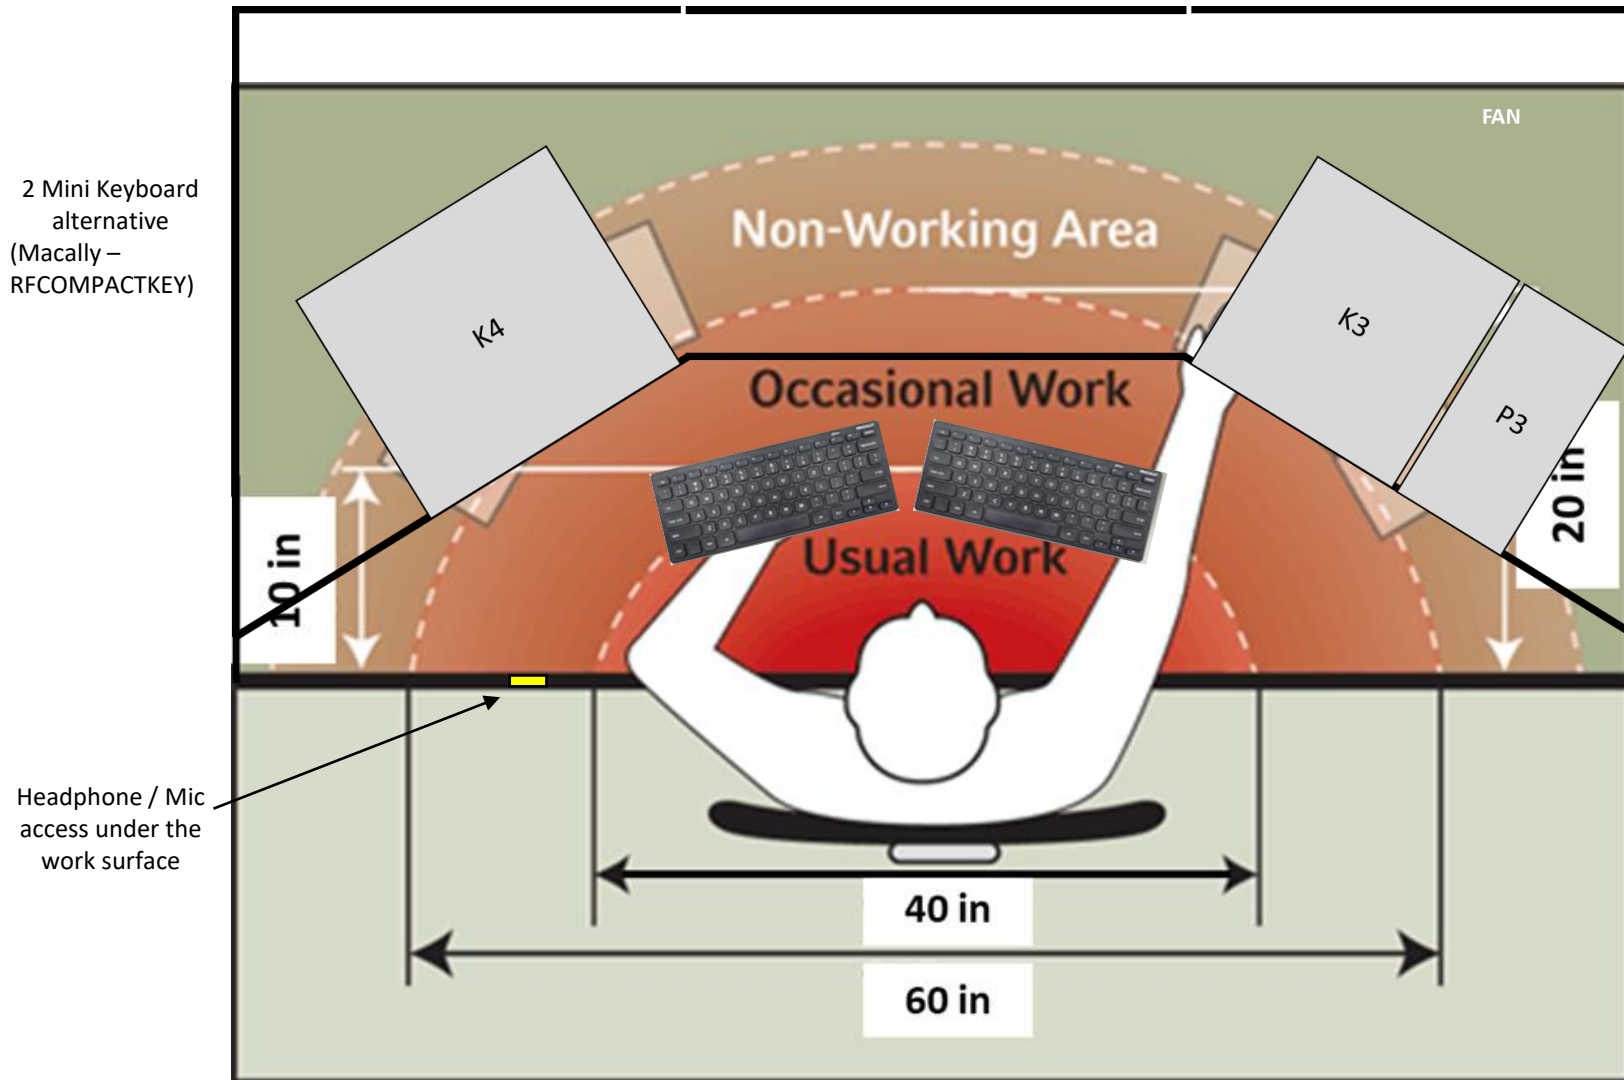 FAN
2 Mini Keyboard
alternative
(Macally –
RFCOMPACTKEY)
Non-Working Area
K4
K3
P3
Occasional Work
Usual Work
10 in
20 in
Headphone / Mic
access under the
work surface
40 in
60 in